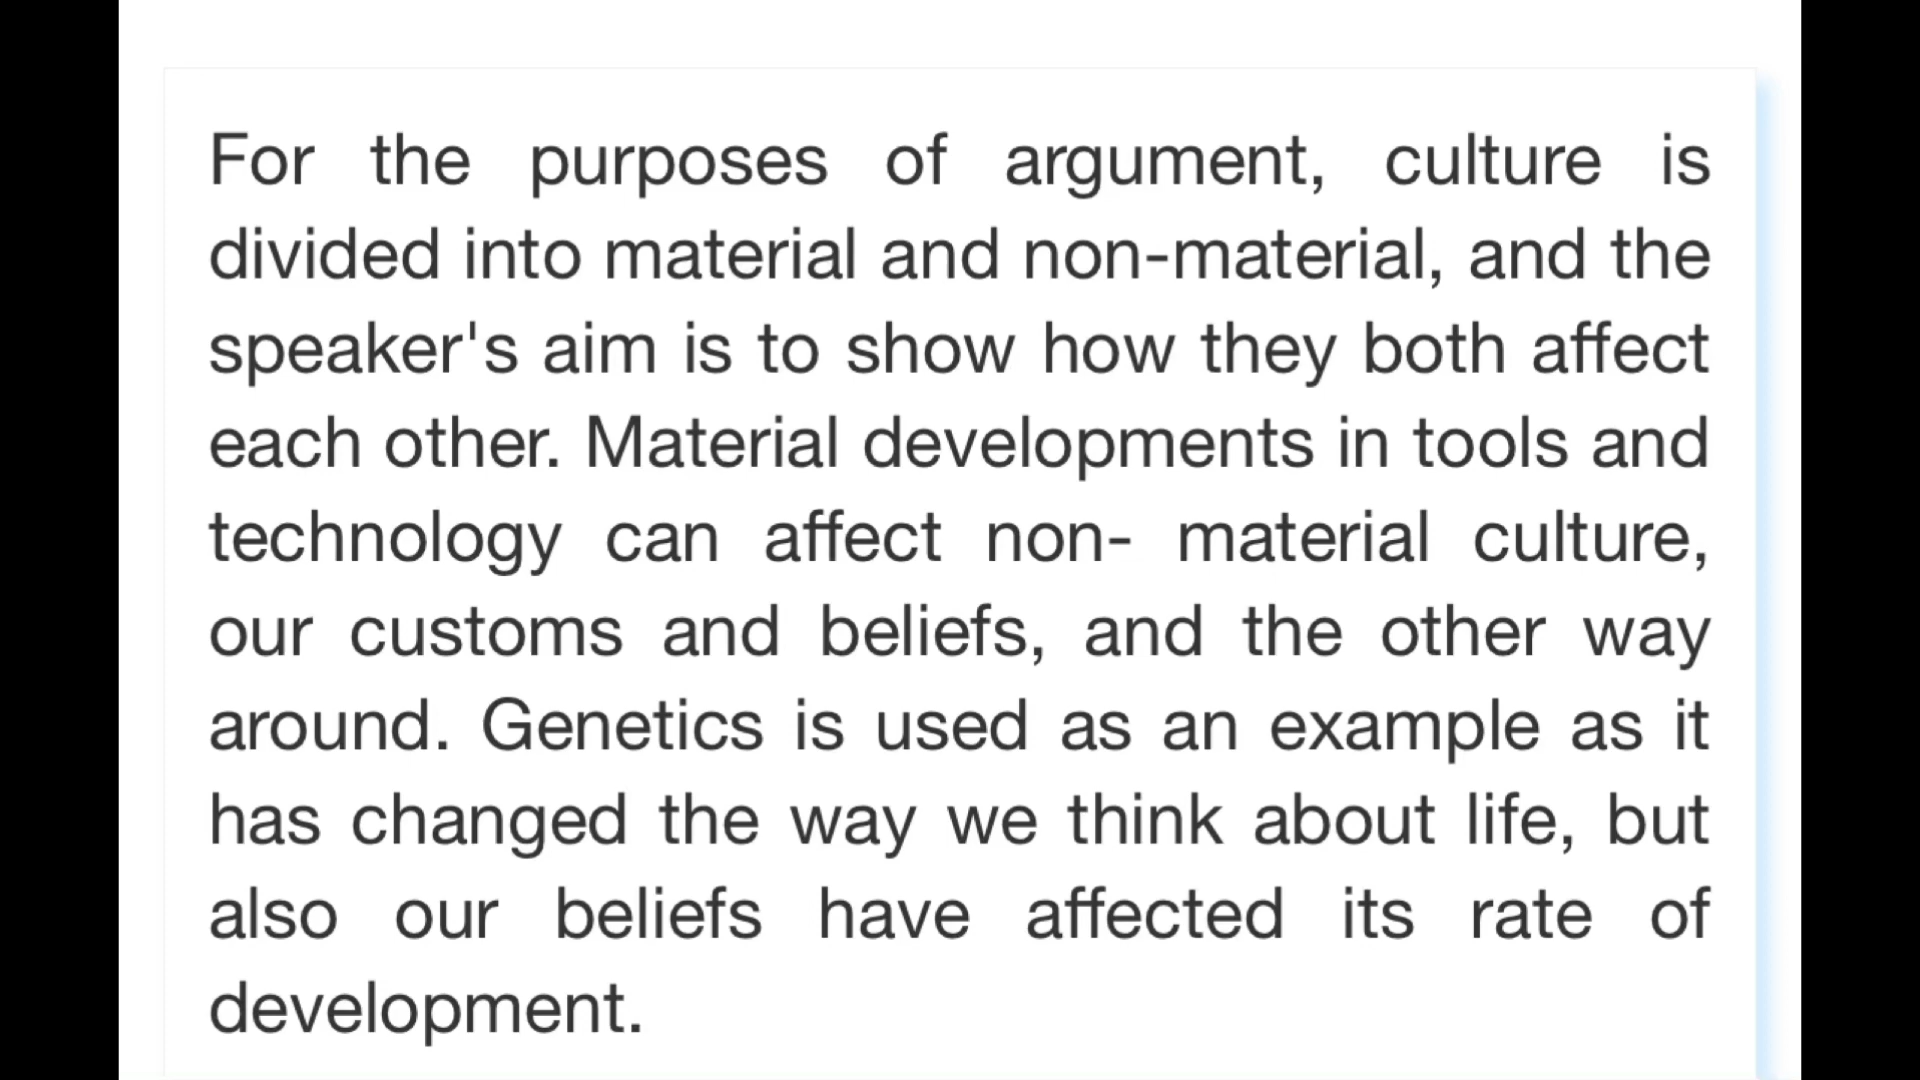 For the purposes of argument, culture is
divided into material and non-material, and the
speaker's aim is to show how they both affect
each other. Material developments in tools and
technology can affect non- material culture,
our customs and beliefs, and the other way
around. Genetics is used as an example as it
has changed the way we think about life, but
also our beliefs have affected its rate of
development.